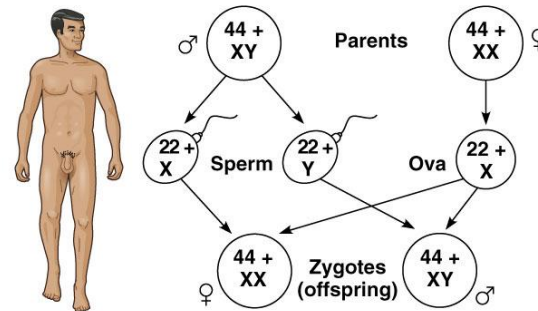 ♂
44 +
XY
Parents
44 +
XX
♀
22 +
X
Sperm
22 +
Y
Ova
22 +
X
♀
44 +
XX
Zygotes
(offspring)
44 +
XY
♂